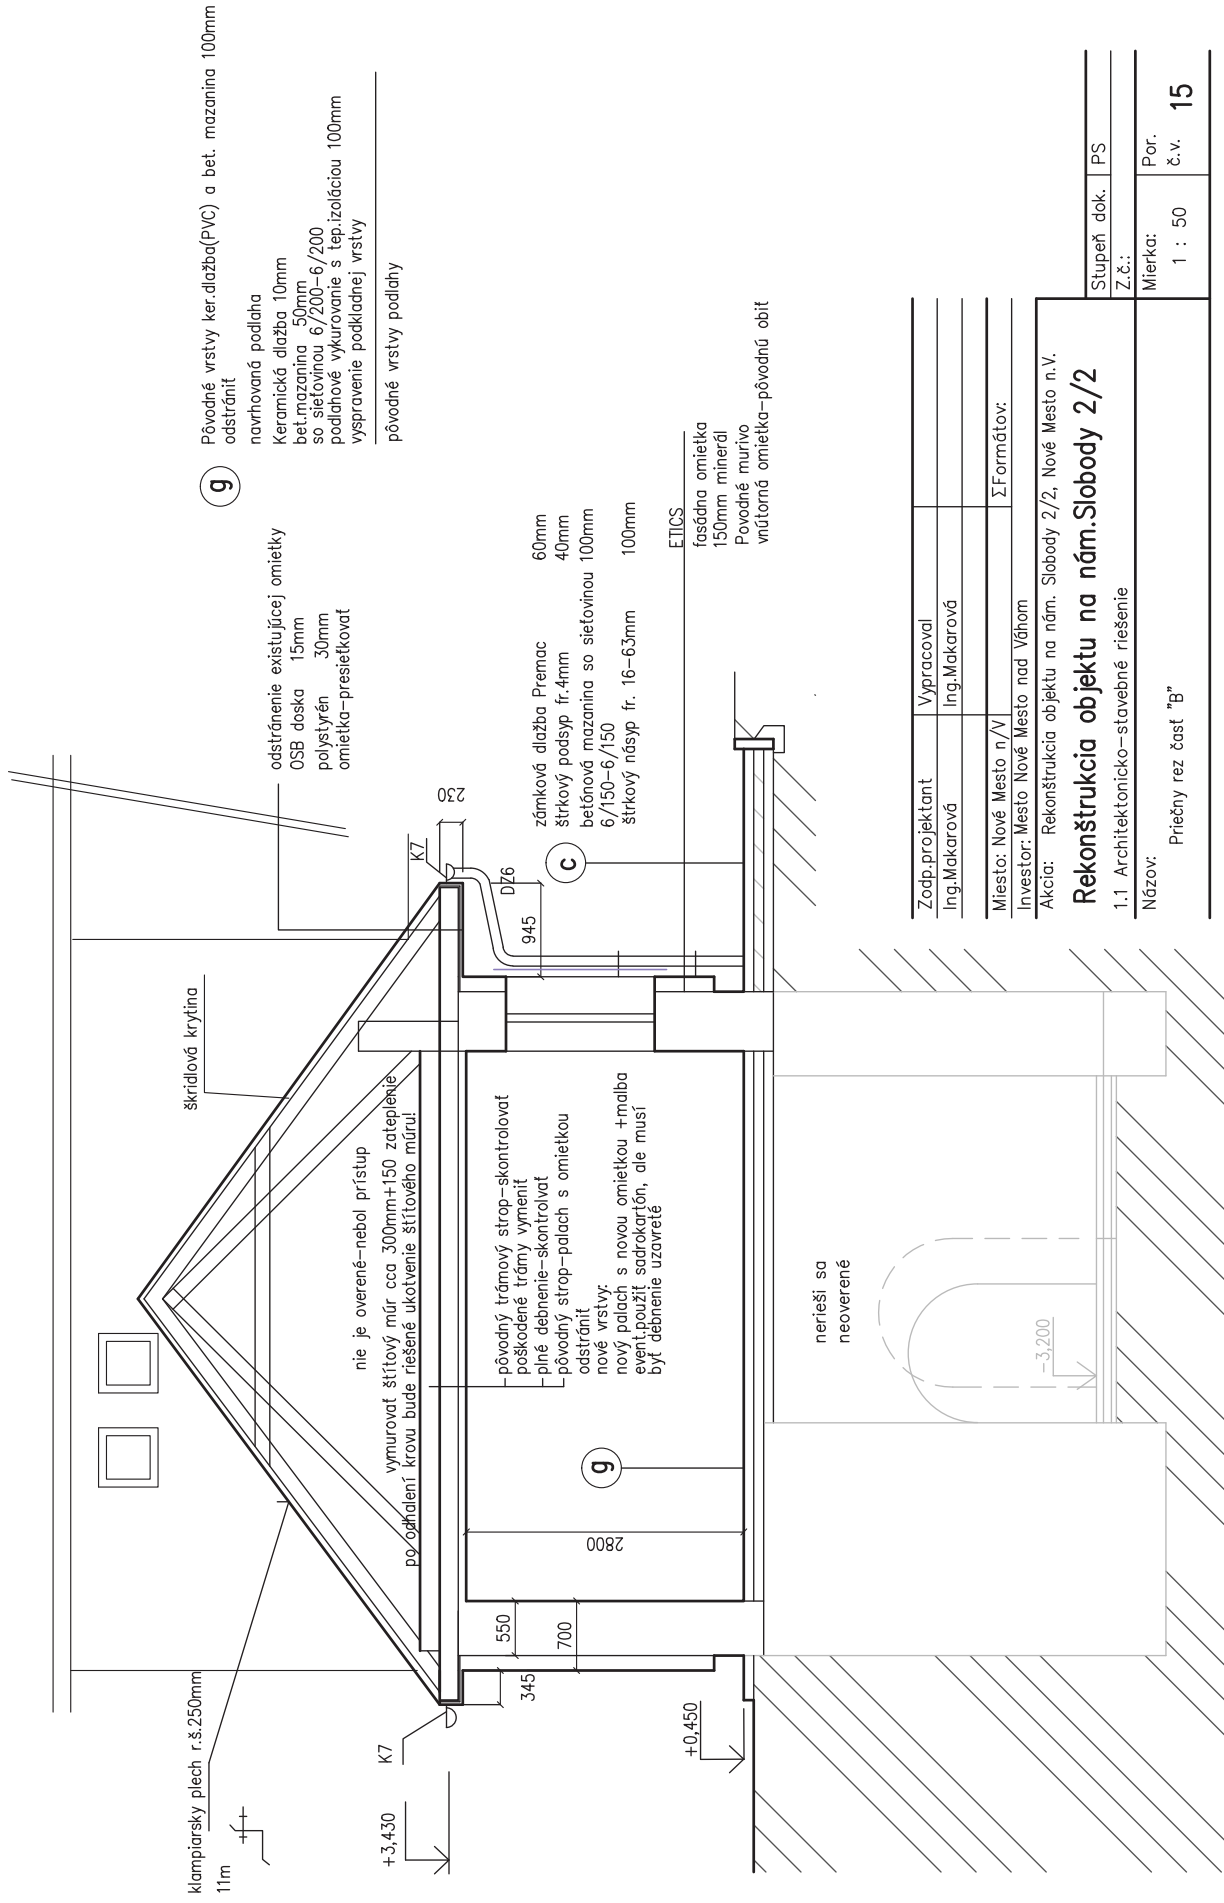 klampiarsky plech r.š.250mm
11m
škridlová krytina
K7
+3,430
nie je overené-nebol prístup
vymurovať štítový múr cca 300mm+150 zateplenie
po odhalení krovu bude riešené ukotvenie štítového múru!
K7
230
DZ6
945
odstránenie existujúcej omietky
OSB doska 15mm
polystyrén 30mm
omietka-presieťkovať
g
Pôvodné vrstvy ker.dlažba(PVC) a bet. mazanina 100mm
odstrániť
navrhovaná podlaha
Keramická dlažba 10mm
bet.mazanina 50mm
so sieťovinou 6/200-6/200
podlahové vykurovanie s tep.izoláciou 100mm
vyspravenie podkladnej vrstvy
pôvodné vrstvy podlahy
345
550
700
2800
+0,450
pôvodný trámový strop-skontrolovať
poškodené trámy vymeniť
plné debnenie-skontrolvať
pôvodný strop-palach s omietkou
odstrániť
nové vrstvy:
nový palach s novou omietkou +malba
event.použiť sadrokartón, ale musí
byť debnenie uzavreté
g
c
zámková dlažba Premac 60mm
štrkový podsyp fr.4mm 40mm
betónová mazanina so sieťovinou 100mm
6/150-6/150
štrkový násyp fr. 16-63mm 100mm
ETICS
fasádna omietka
150mm minerál
Povodné murivo
vnútorná omietka-pôvodnú obiť
nerieši sa
neoverené
-3,200
Zodp.projektant Vypracoval
Ing.Makarová Ing.Makarová
Miesto: Nové Mesto n/V ΣFormátov:
Investor: Mesto Nové Mesto nad Váhom
Akcia: Rekonštrukcia objektu na nám. Slobody 2/2, Nové Mesto n.V.
Rekonštrukcia objektu na nám.Slobody 2/2
1.1 Architektonicko-stavebné riešenie
Stupeň dok. PS
Z.č.:
Názov:
Priečny rez časť "B"
Mierka:
1 : 50
Por.
č.v. 15